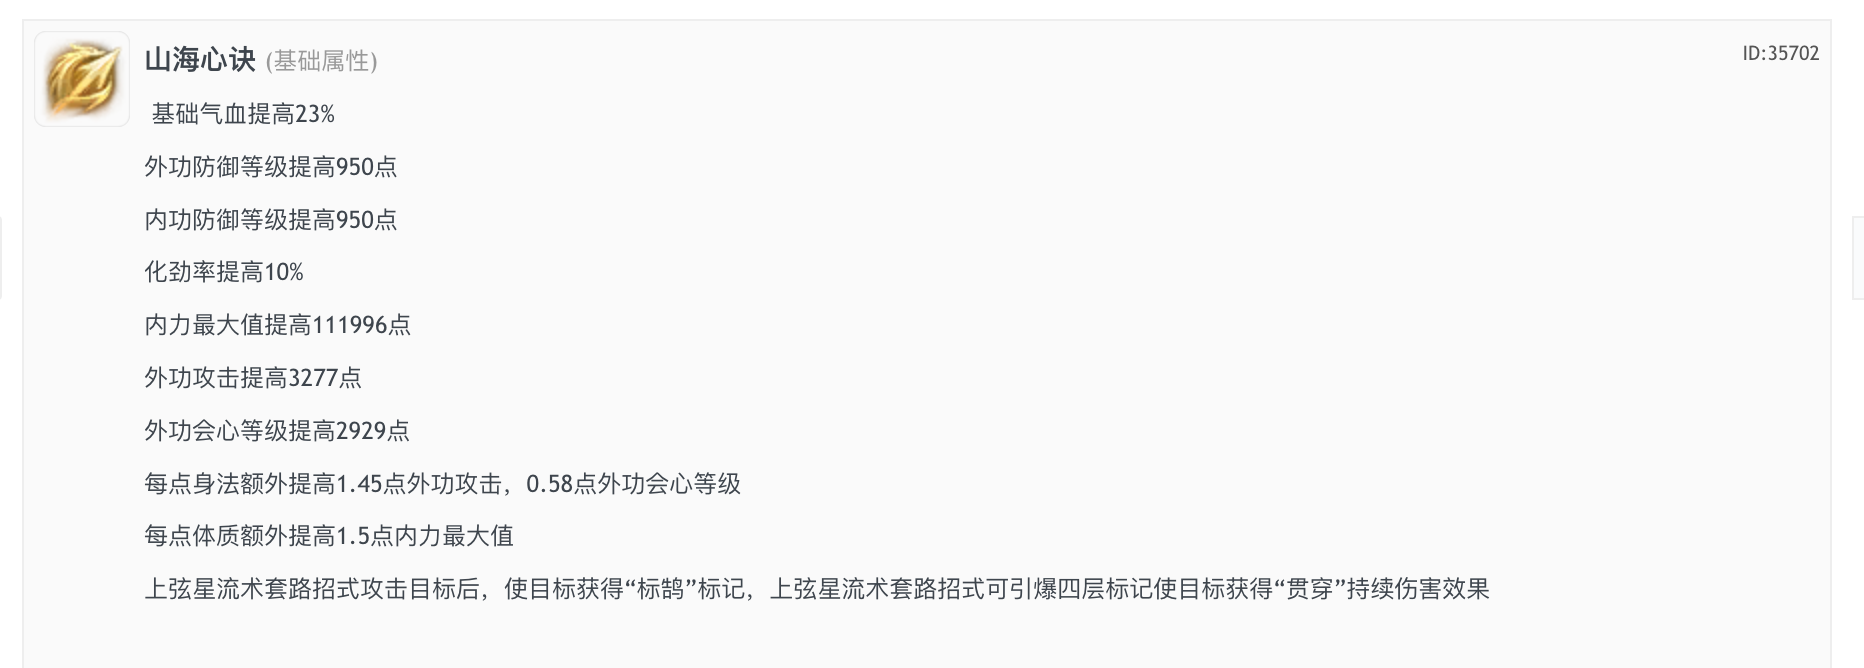 山海心诀 (基础属性)
ID:35702
基础气血提高23%
外功防御等级提高950点
内功防御等级提高950点
化劲率提高10%
内力最大值提高111996点
外功攻击提高3277点
外功会心等级提高2929点
每点身法额外提高1.45点外功攻击，0.58点外功会心等级
每点体质额外提高1.5点内力最大值
上弦星流术套路招式攻击目标后，使目标获得“标鹄”标记，上弦星流术套路招式可引爆四层标记使目标获得“贯穿”持续伤害效果